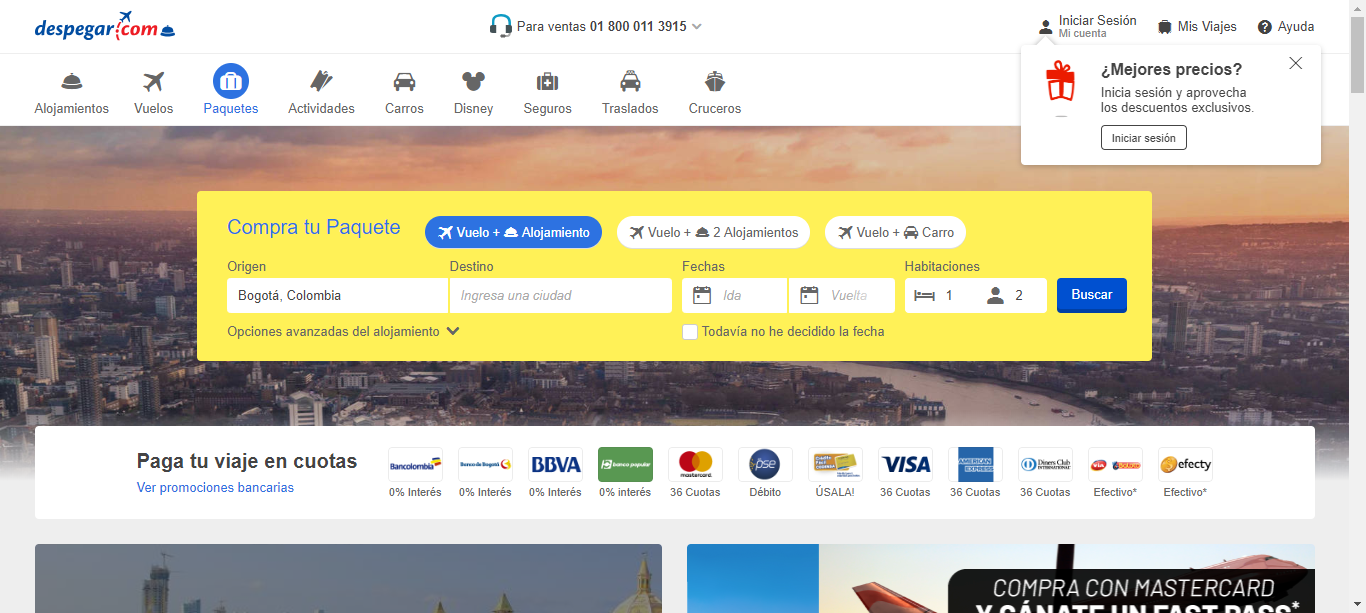 despegar.com
Para ventas 01 800 011 3915
Iniciar Sesión
Mi cuenta
Mis Viajes
Ayuda
¿Mejores precios?
Inicia sesión y aprovecha
los descuentos exclusivos.
Iniciar sesión
Alojamientos
Vuelos
Paquetes
Actividades
Carros
Disney
Seguros
Traslados
Cruceros
Compra tu Paquete
Vuelo + Alojamiento
Vuelo + 2 Alojamientos
Vuelo + Carro
Origen
Destino
Fechas
Habitaciones
Bogotá, Colombia
Ingresa una ciudad
Ida
Vuelta
1
2
Buscar
Opciones avanzadas del alojamiento
Todavía no he decidido la fecha
Paga tu viaje en cuotas
Ver promociones bancarias
Bancolombia
0% Interés
Banco de Bogotá
0% Interés
BBVA
0% Interés
banco popular
0% interés
mastercard
36 Cuotas
pse
Débito
ÚSALA!
VISA
36 Cuotas
AMERICAN EXPRESS
36 Cuotas
Diners Club INTERNATIONAL
36 Cuotas
via baloto
Efectivo*
efecty
Efectivo*
COMPRA CON MASTERCARD
Y GÁNATE UN FAST PASS*